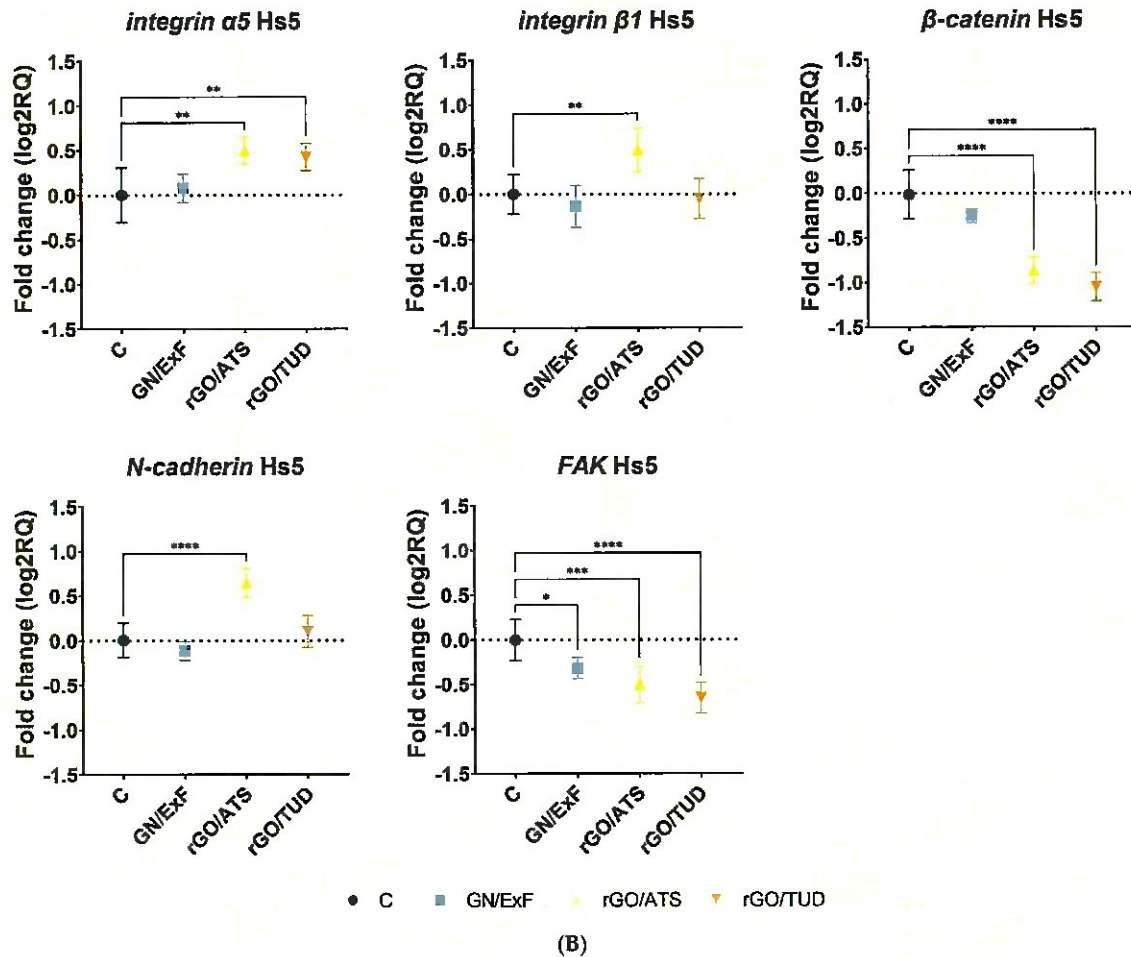 integrin α5 Hs5
Fold change (log2RQ)
1.5
1.0
0.5
0.0
-0.5
-1.0
-1.5
**
**
C
GN/ExF
rGO/ATS
rGO/TUD
integrin β1 Hs5
Fold change (log2RQ)
1.5
1.0
0.5
0.0
-0.5
-1.0
-1.5
**
C
GN/ExF
rGO/ATS
rGO/TUD
β-catenin Hs5
Fold change (log2RQ)
1.5
1.0
0.5
0.0
-0.5
-1.0
-1.5
****
****
C
GN/ExF
rGO/ATS
rGO/TUD
N-cadherin Hs5
Fold change (log2RQ)
1.5
1.0
0.5
0.0
-0.5
-1.0
-1.5
****
C
GN/ExF
rGO/ATS
rGO/TUD
FAK Hs5
Fold change (log2RQ)
1.5
1.0
0.5
0.0
-0.5
-1.0
-1.5
****
***
*
C
GN/ExF
rGO/ATS
rGO/TUD
C GN/ExF rGO/ATS rGO/TUD
(B)